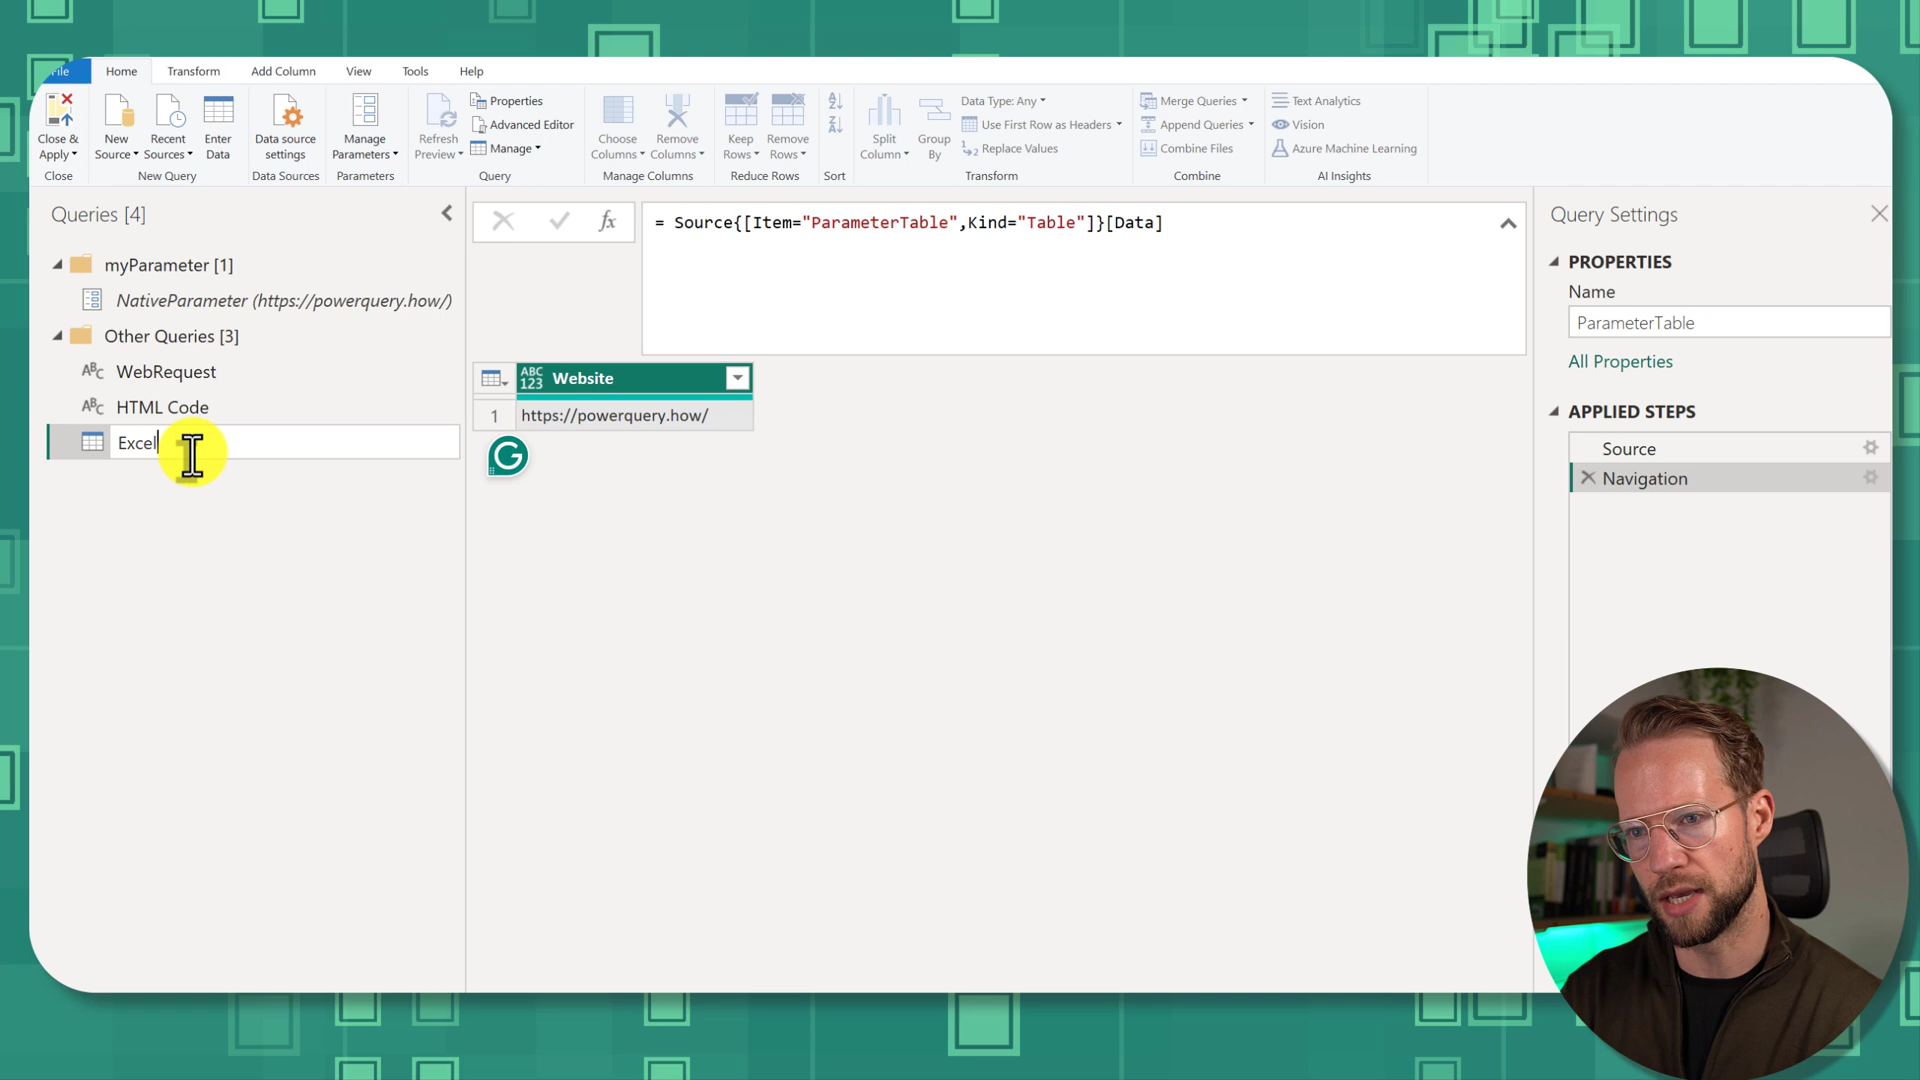 File Home Transform Add Column View Tools Help
Close & Apply
New Source
Recent Sources
Enter Data
Data source settings
Manage Parameters
Refresh Preview
Properties
Advanced Editor
Manage
Choose Columns
Remove Columns
Keep Rows
Remove Rows
Split Column
Group By
Data Type: Any
Use First Row as Headers
Replace Values
Merge Queries
Append Queries
Combine Files
Text Analytics
Vision
Azure Machine Learning
Close New Query Data Sources Parameters Query Manage Columns Reduce Rows Sort Transform Combine AI Insights
Queries [4]
myParameter [1]
NativeParameter (https://powerquery.how/)
Other Queries [3]
ABC WebRequest
ABC HTML Code
Excel
fx
= Source{[Item="ParameterTable",Kind="Table"]}[Data]
ABC 123 Website
1 https://powerquery.how/
G
Query Settings
PROPERTIES
Name
ParameterTable
All Properties
APPLIED STEPS
Source
Navigation